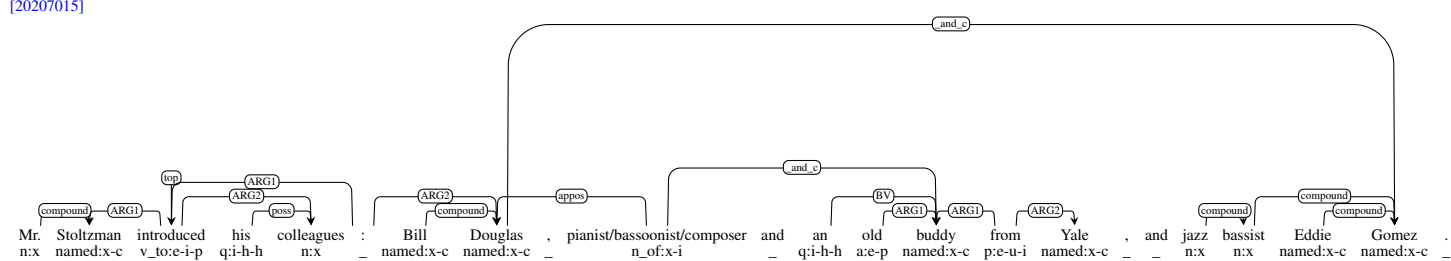 [20207015]
_and_c
_and_c
top
ARG1
ARG2 ARG2 appos BV compound
compound ARG1 poss compound ARG1 ARG1 ARG2 compound compound
Mr. Stoltzman introduced his colleagues : Bill Douglas , pianist/bassoonist/composer and an old buddy from Yale , and jazz bassist Eddie Gomez .
n:x named:x-c v_to:e-i-p q:i-h-h n:x _ named:x-c named:x-c _ n_of:x-i _ q:i-h-h a:e-p named:x-c p:e-u-i named:x-c _ _ n:x n:x named:x-c named:x-c _